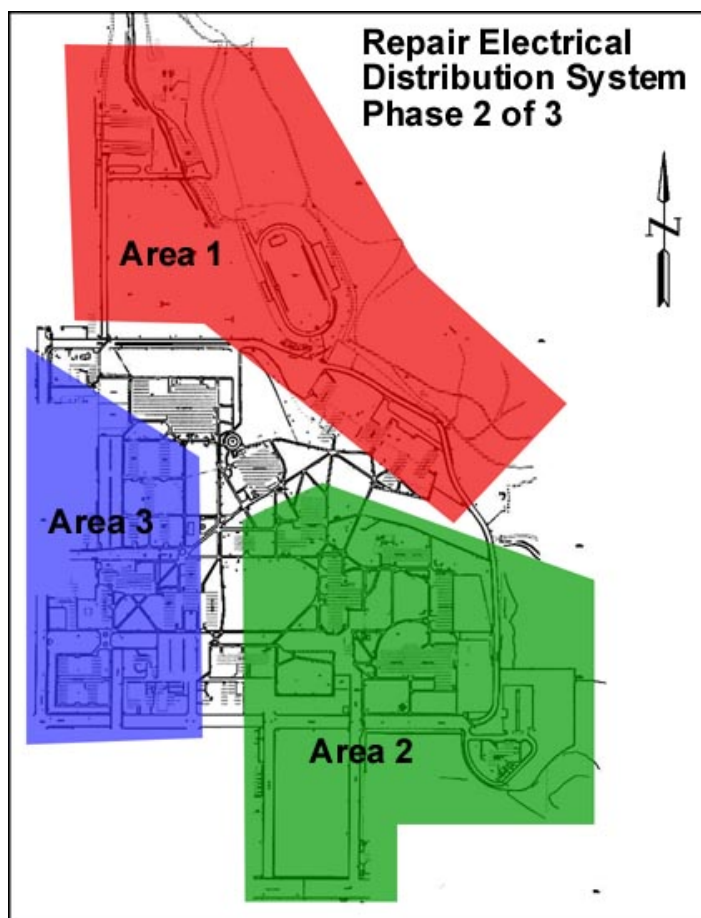 Repair Electrical
Distribution System
Phase 2 of 3
N
Area 1
Area 3
Area 2